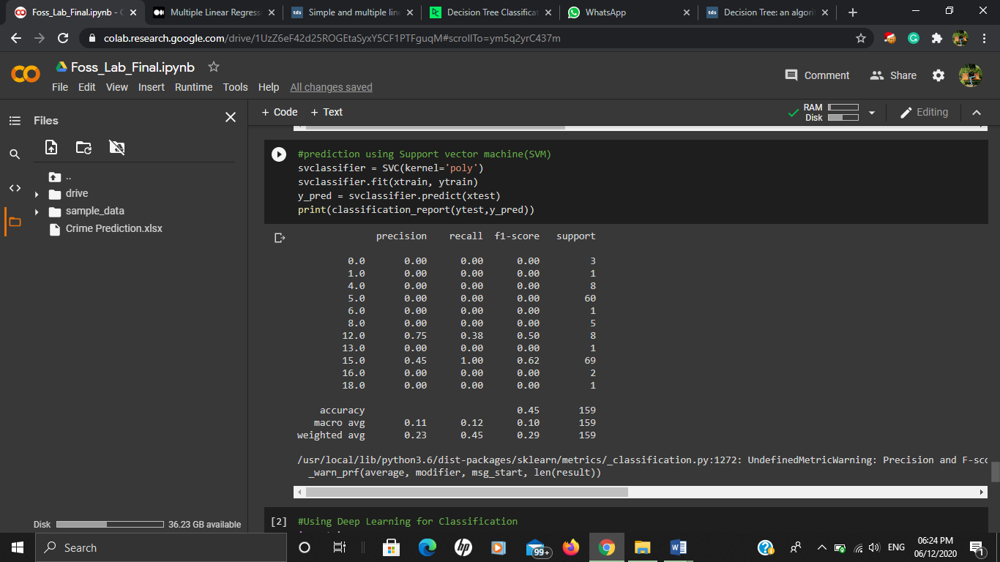 Foss_Lab_Final.ipynb - C
Multiple Linear Regress
Simple and multiple line
Decision Tree Classificat
WhatsApp
Decision Tree: an algorit
colab.research.google.com/drive/1UzZ6eF42d25ROGEtaSyxY5CF1PTFguqM#scrollTo=ym5q2yrC437m
Foss_Lab_Final.ipynb
Comment
Share
File Edit View Insert Runtime Tools Help All changes saved
Files
+ Code + Text
RAM
Disk
Editing
..
drive
sample_data
Crime Prediction.xlsx
#prediction using Support vector machine(SVM)
svclassifier = SVC(kernel='poly')
svclassifier.fit(xtrain, ytrain)
y_pred = svclassifier.predict(xtest)
print(classification_report(ytest,y_pred))
precision recall f1-score support
0.0 0.00 0.00 0.00 3
1.0 0.00 0.00 0.00 1
4.0 0.00 0.00 0.00 8
5.0 0.00 0.00 0.00 60
6.0 0.00 0.00 0.00 1
8.0 0.00 0.00 0.00 5
12.0 0.75 0.38 0.50 8
13.0 0.00 0.00 0.00 1
15.0 0.45 1.00 0.62 69
16.0 0.00 0.00 0.00 2
18.0 0.00 0.00 0.00 1
accuracy 0.45 159
macro avg 0.11 0.12 0.10 159
weighted avg 0.23 0.45 0.29 159
/usr/local/lib/python3.6/dist-packages/sklearn/metrics/_classification.py:1272: UndefinedMetricWarning: Precision and F-sco
_warn_prf(average, modifier, msg_start, len(result))
[2] #Using Deep Learning for Classification
Disk 36.23 GB available
Search
99+
ENG
06:24 PM
06/12/2020
1